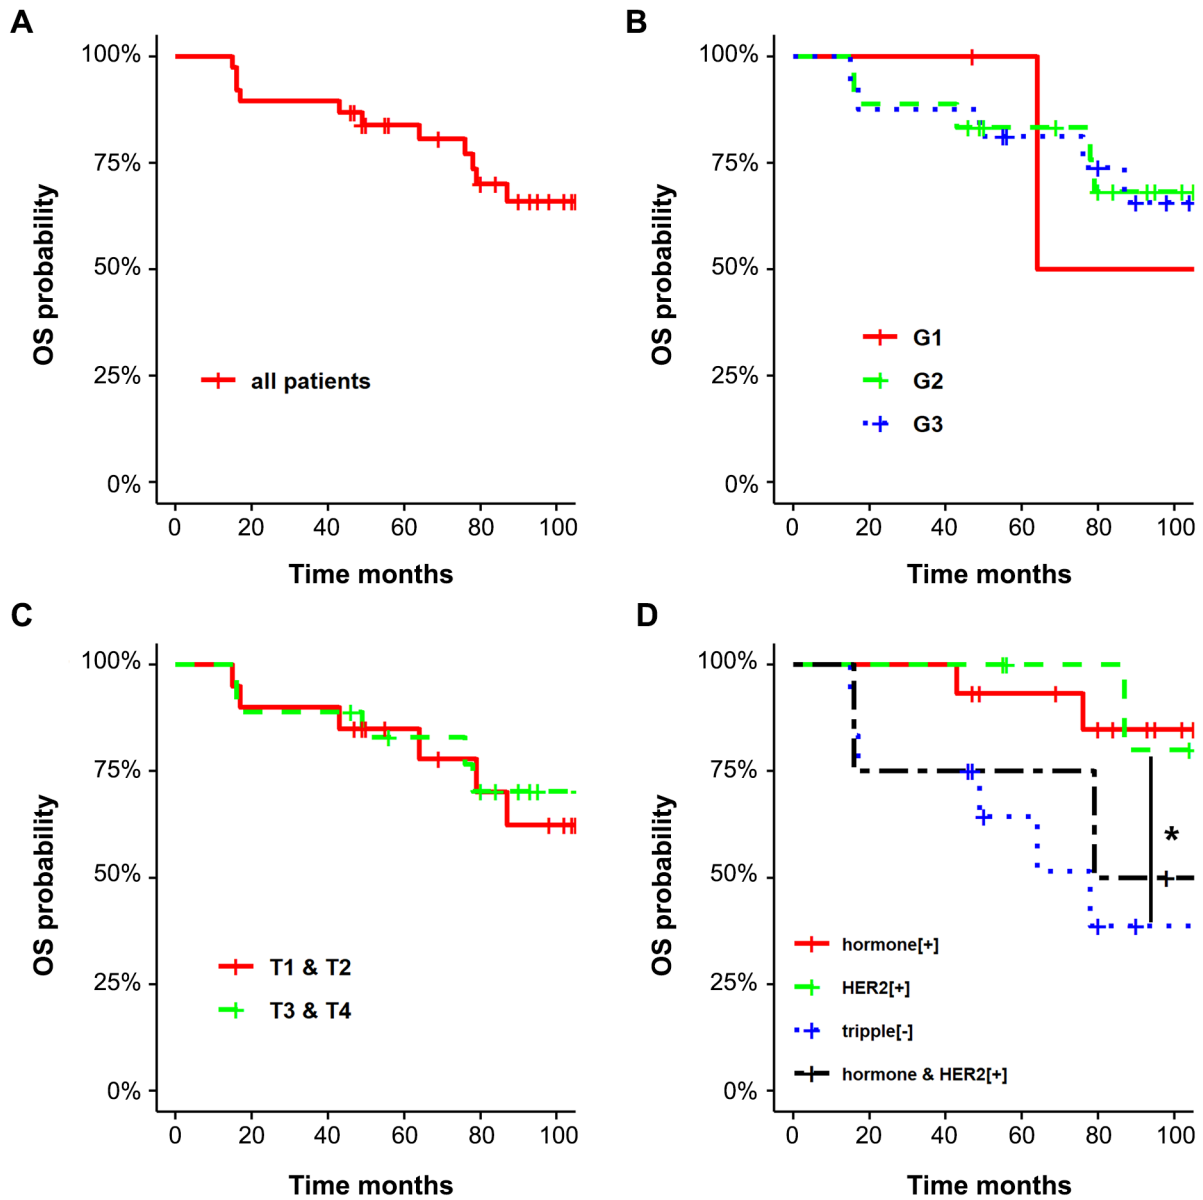 A
OS probability
100%
75%
50%
25%
0%
all patients
0 20 40 60 80 100
Time months
B
OS probability
100%
75%
50%
25%
0%
G1
G2
G3
0 20 40 60 80 100
Time months
C
OS probability
100%
75%
50%
25%
0%
T1 & T2
T3 & T4
0 20 40 60 80 100
Time months
D
OS probability
100%
75%
50%
25%
0%
*
hormone[+]
HER2[+]
tripple[-]
hormone & HER2[+]
0 20 40 60 80 100
Time months